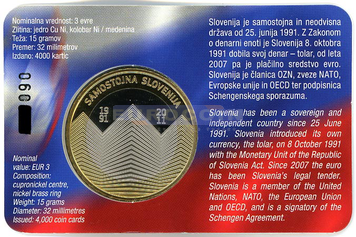 Nominalna vrednost: 3 evre
Zlitina: jedro Cu Ni, kolobar Ni / medenina
Teža: 15 gramov
Premer: 32 milimetrov
Izdano: 4000 kartic
090
SAMOSTOJNA SLOVENIJA
19 20
91 11
Nominal
value: EUR 3
Composition:
cupronickel centre,
nickel brass ring
Weight: 15 grams
Diameter: 32 millimetres
Issued: 4,000 coin cards
Slovenija je samostojna in neodvisna
država od 25. junija 1991. Z Zakonom
o denarni enoti je Slovenija 8. oktobra
1991 dobila svoj denar – tolar, od leta
2007 pa je plačilno sredstvo evro.
Slovenija je članica OZN, zveze NATO,
Evropske unije in OECD ter podpisnica
Schengenskega sporazuma.
Slovenia has been a sovereign and
independent country since 25 June
1991. Slovenia introduced its own
currency, the tolar, on 8 October 1991
with the Monetary Unit of the Republic
of Slovenia Act. Since 2007 the euro
has been Slovenia's legal tender.
Slovenia is a member of the United
Nations, NATO, the European Union
and OECD, and is a signatory of the
Schengen Agreement.